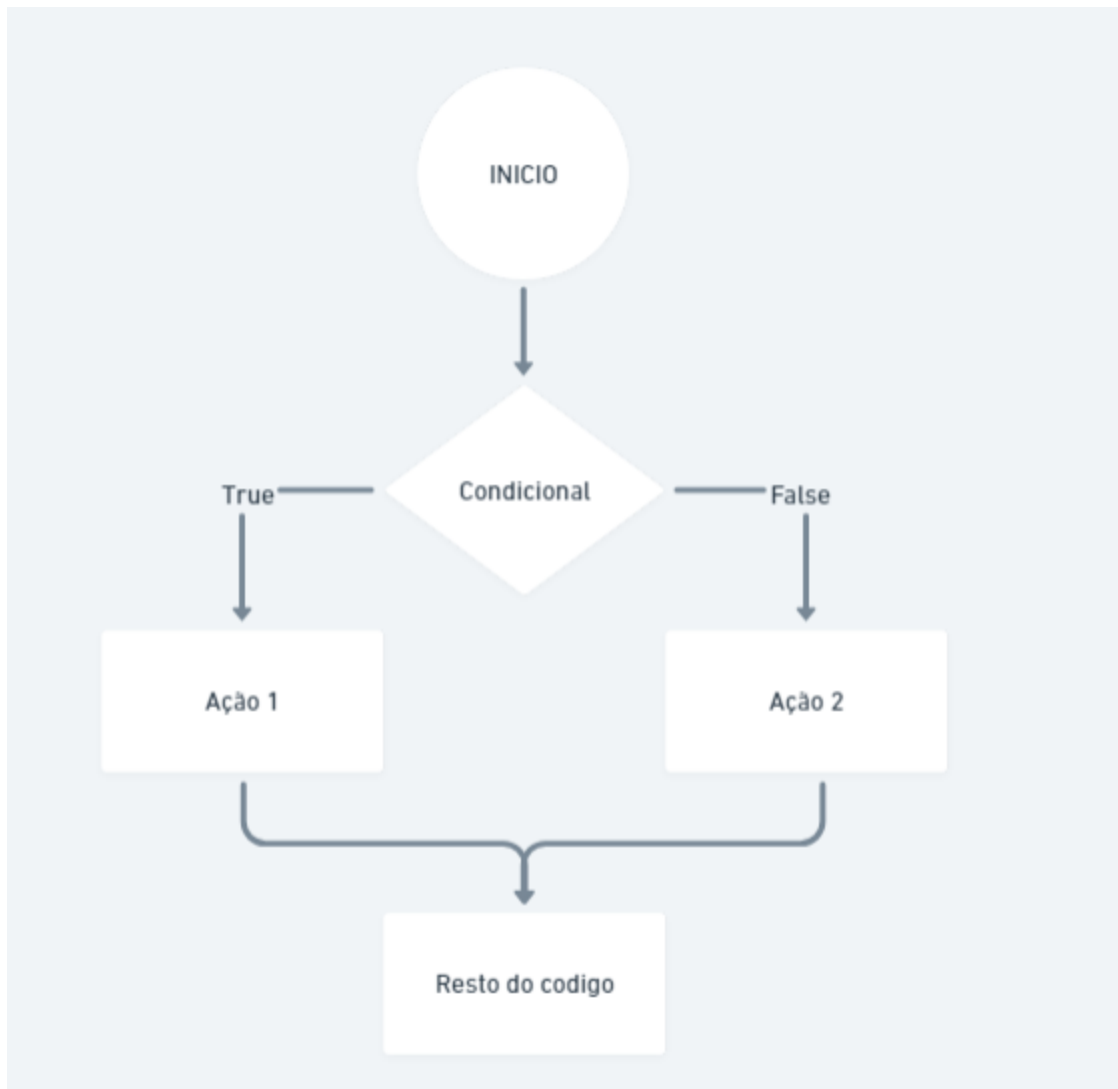 INICIO
Condicional
True
False
Ação 1
Ação 2
Resto do codigo